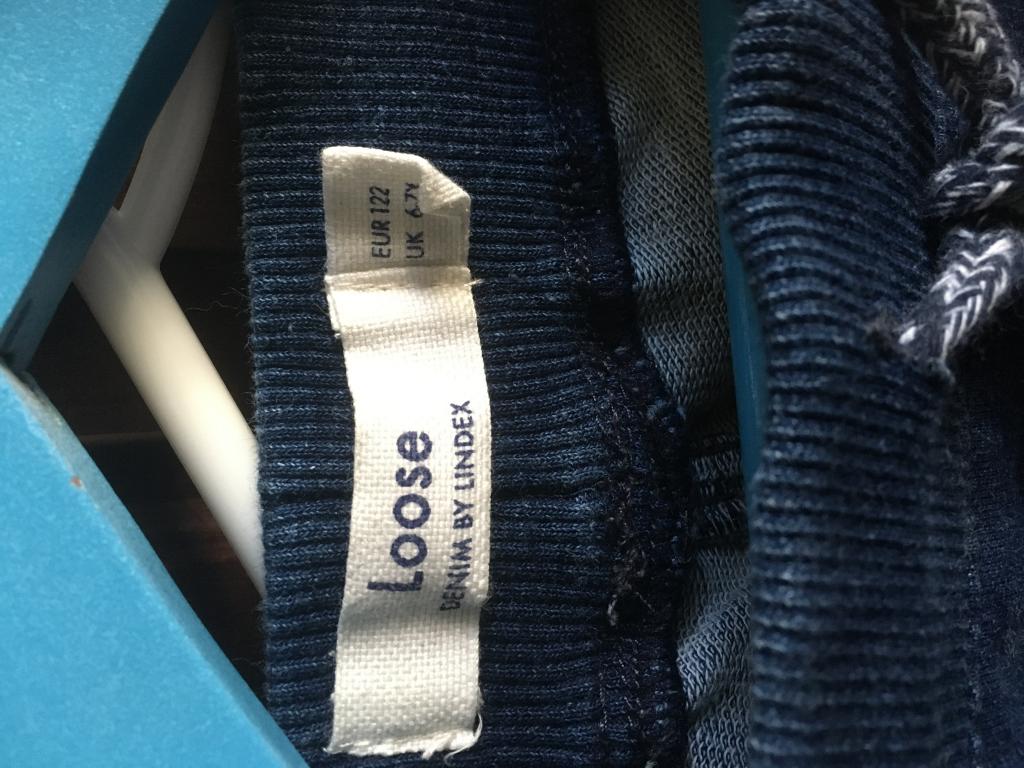 Loose
DENIM BY LINDEX
EUR 122
UK 6-7Y